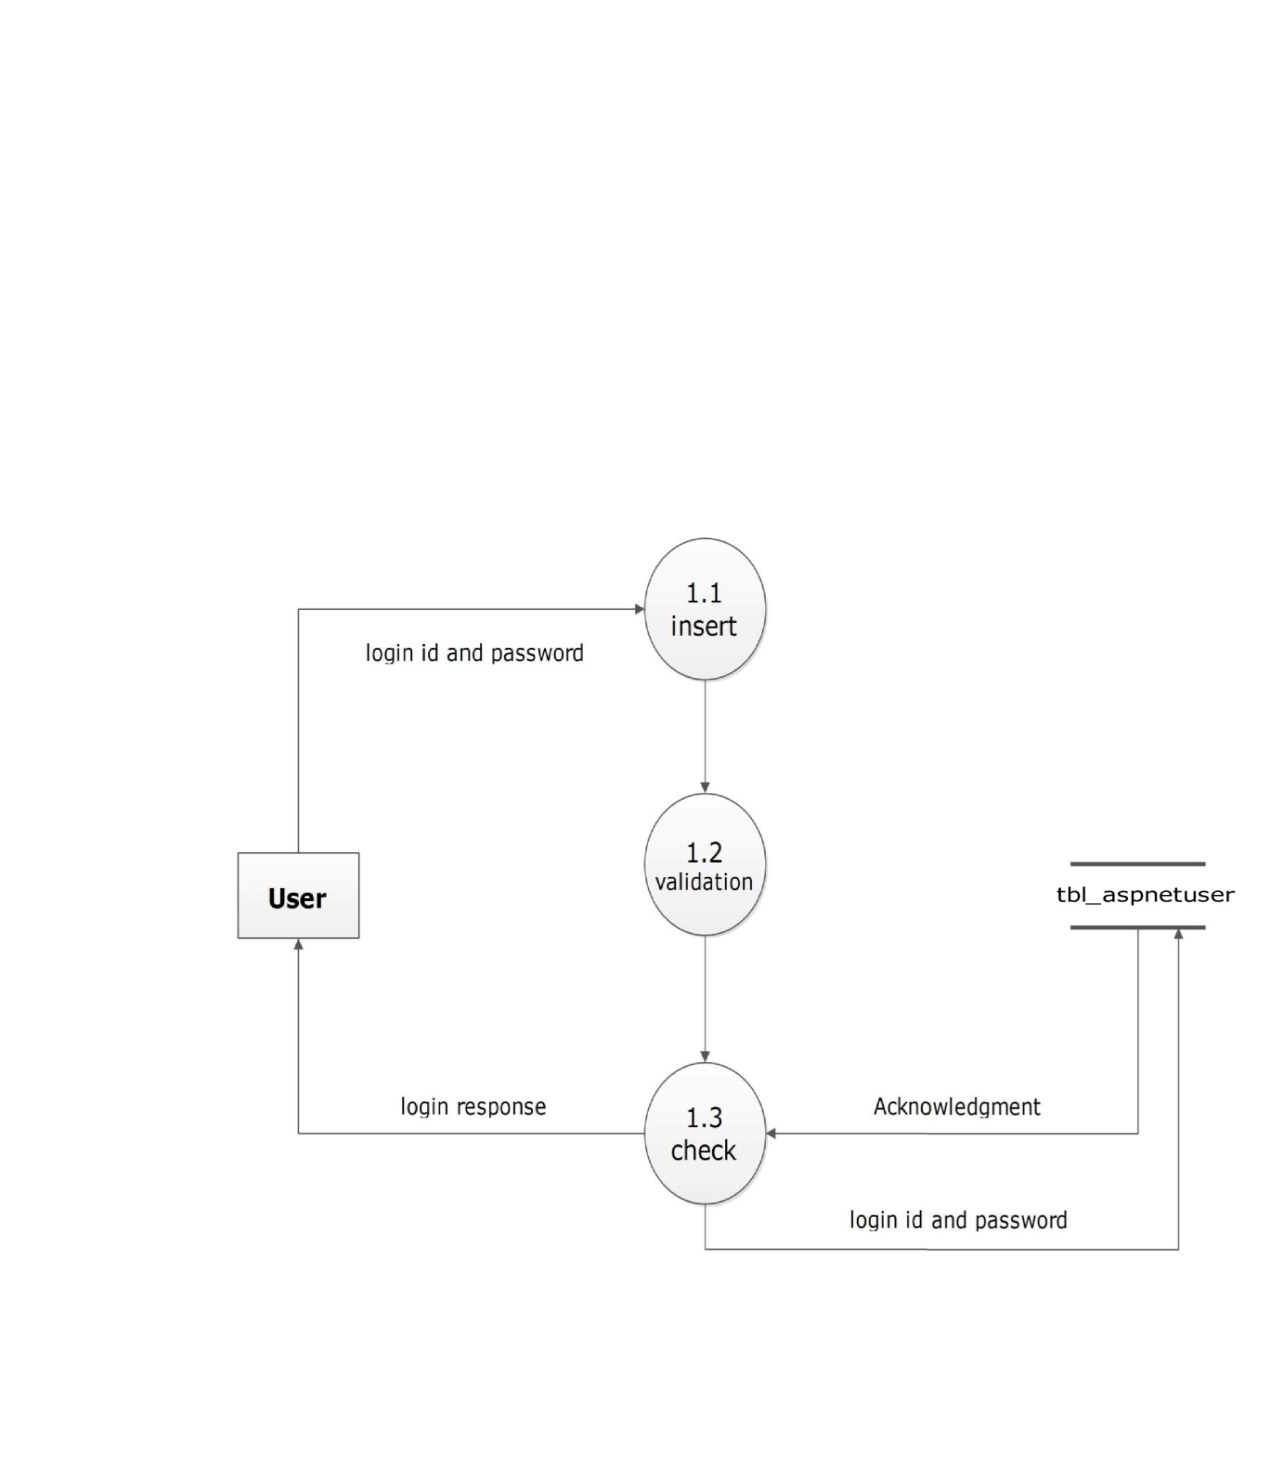 1.1
insert
login id and password
1.2
validation
User
tbl_aspnetuser
login response
1.3
check
Acknowledgment
login id and password